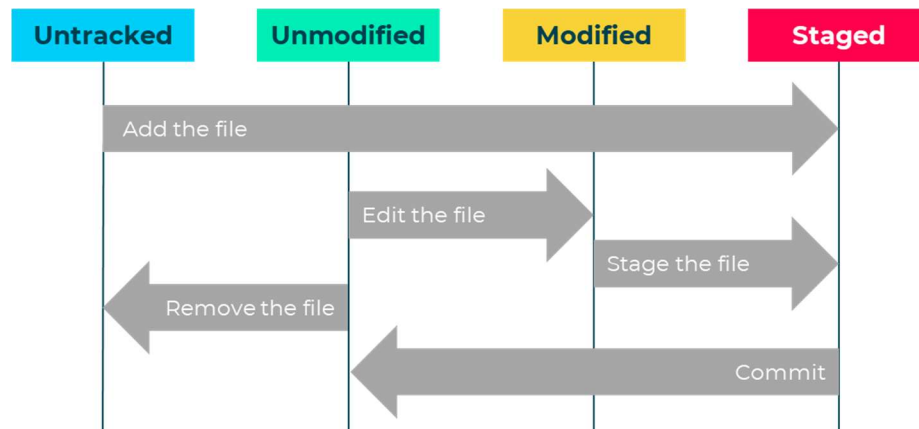 Untracked
Unmodified
Modified
Staged
Add the file
Edit the file
Stage the file
Remove the file
Commit